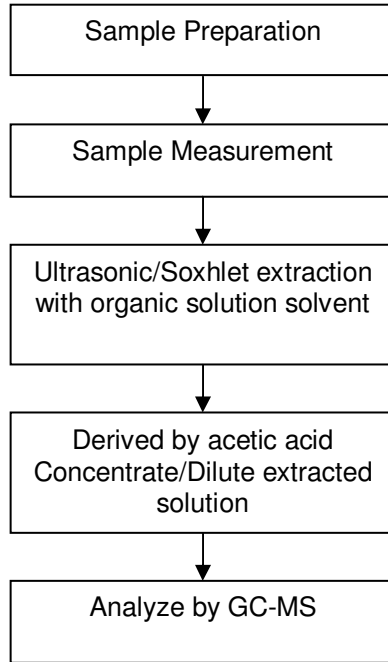 Sample Preparation
Sample Measurement
Ultrasonic/Soxhlet extraction
with organic solution solvent
Derived by acetic acid
Concentrate/Dilute extracted
solution
Analyze by GC-MS